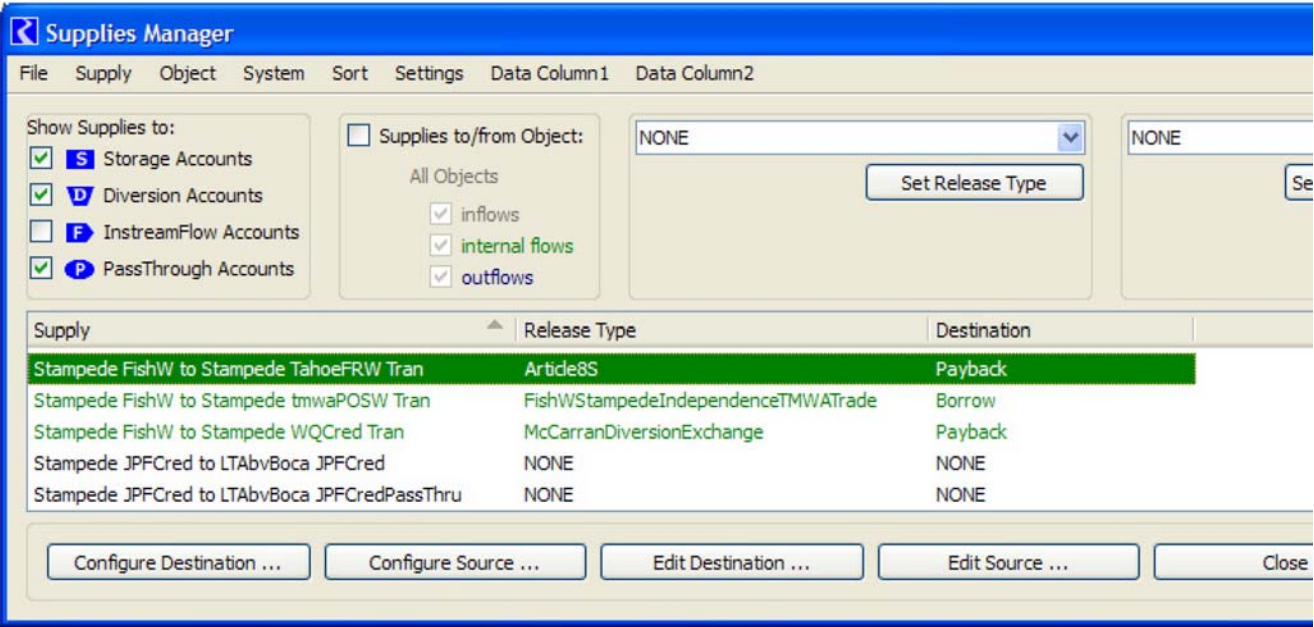 Supplies Manager
File Supply Object System Sort Settings Data Column1 Data Column2
Show Supplies to:
S Storage Accounts
D Diversion Accounts
F InstreamFlow Accounts
P PassThrough Accounts
Supplies to/from Object:
All Objects
inflows
internal flows
outflows
NONE
Set Release Type
NONE
Se
Supply Release Type Destination
Stampede FishW to Stampede TahoeFRW Tran Article8S Payback
Stampede FishW to Stampede tmwaPOSW Tran FishWStampedeIndependenceTMWATrade Borrow
Stampede FishW to Stampede WQCred Tran McCarranDiversionExchange Payback
Stampede JPFCred to LTAbvBoca JPFCred NONE NONE
Stampede JPFCred to LTAbvBoca JPFCredPassThru NONE NONE
Configure Destination ... Configure Source ... Edit Destination ... Edit Source ... Close